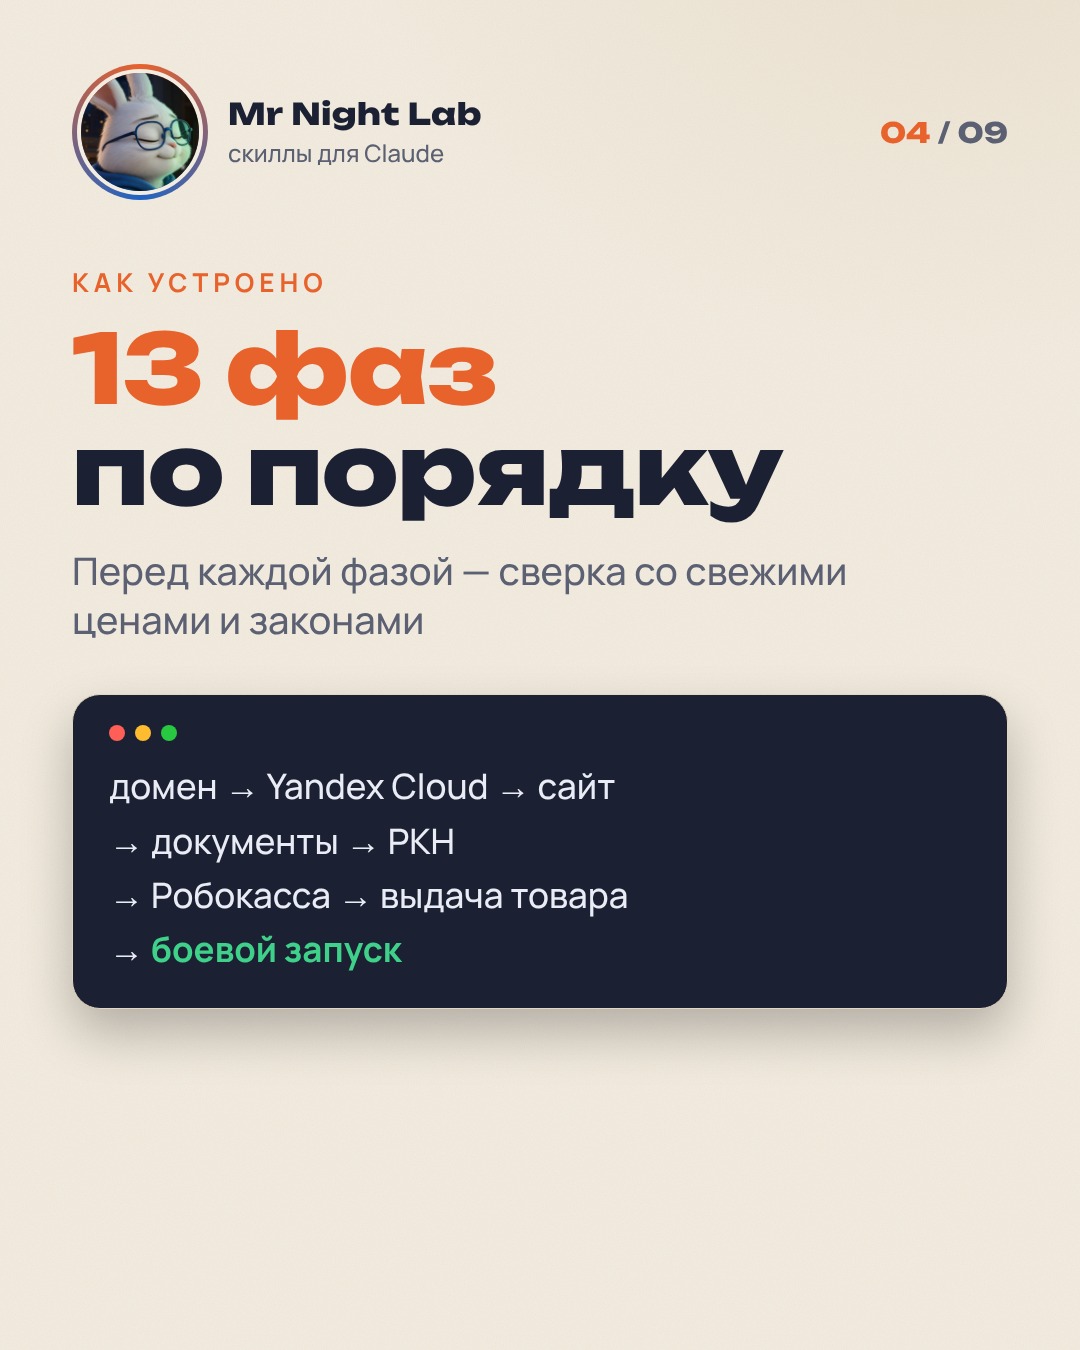 Mr Night Lab
скиллы для Claude
04 / 09
КАК УСТРОЕНО
13 фаз
по порядку
Перед каждой фазой — сверка со свежими
ценами и законами
домен → Yandex Cloud → сайт
→ документы → РКН
→ Робокасса → выдача товара
→ боевой запуск